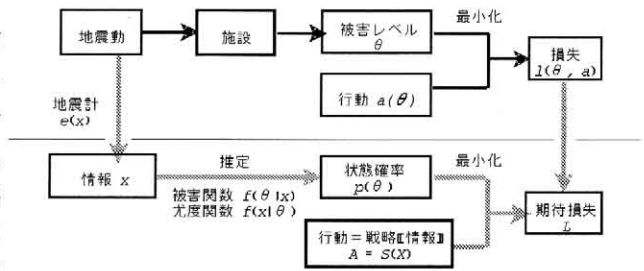 地震動
施設
被害レベル
θ
最小化
損失
l(θ, a)
行動 a(θ)
地震計
e(x)
情報 x
推定
被害関数 f(θ|x)
尤度関数 f(x|θ)
状態確率
p(θ)
最小化
期待損失
L
行動＝戦略〚情報〛
A = S(X)